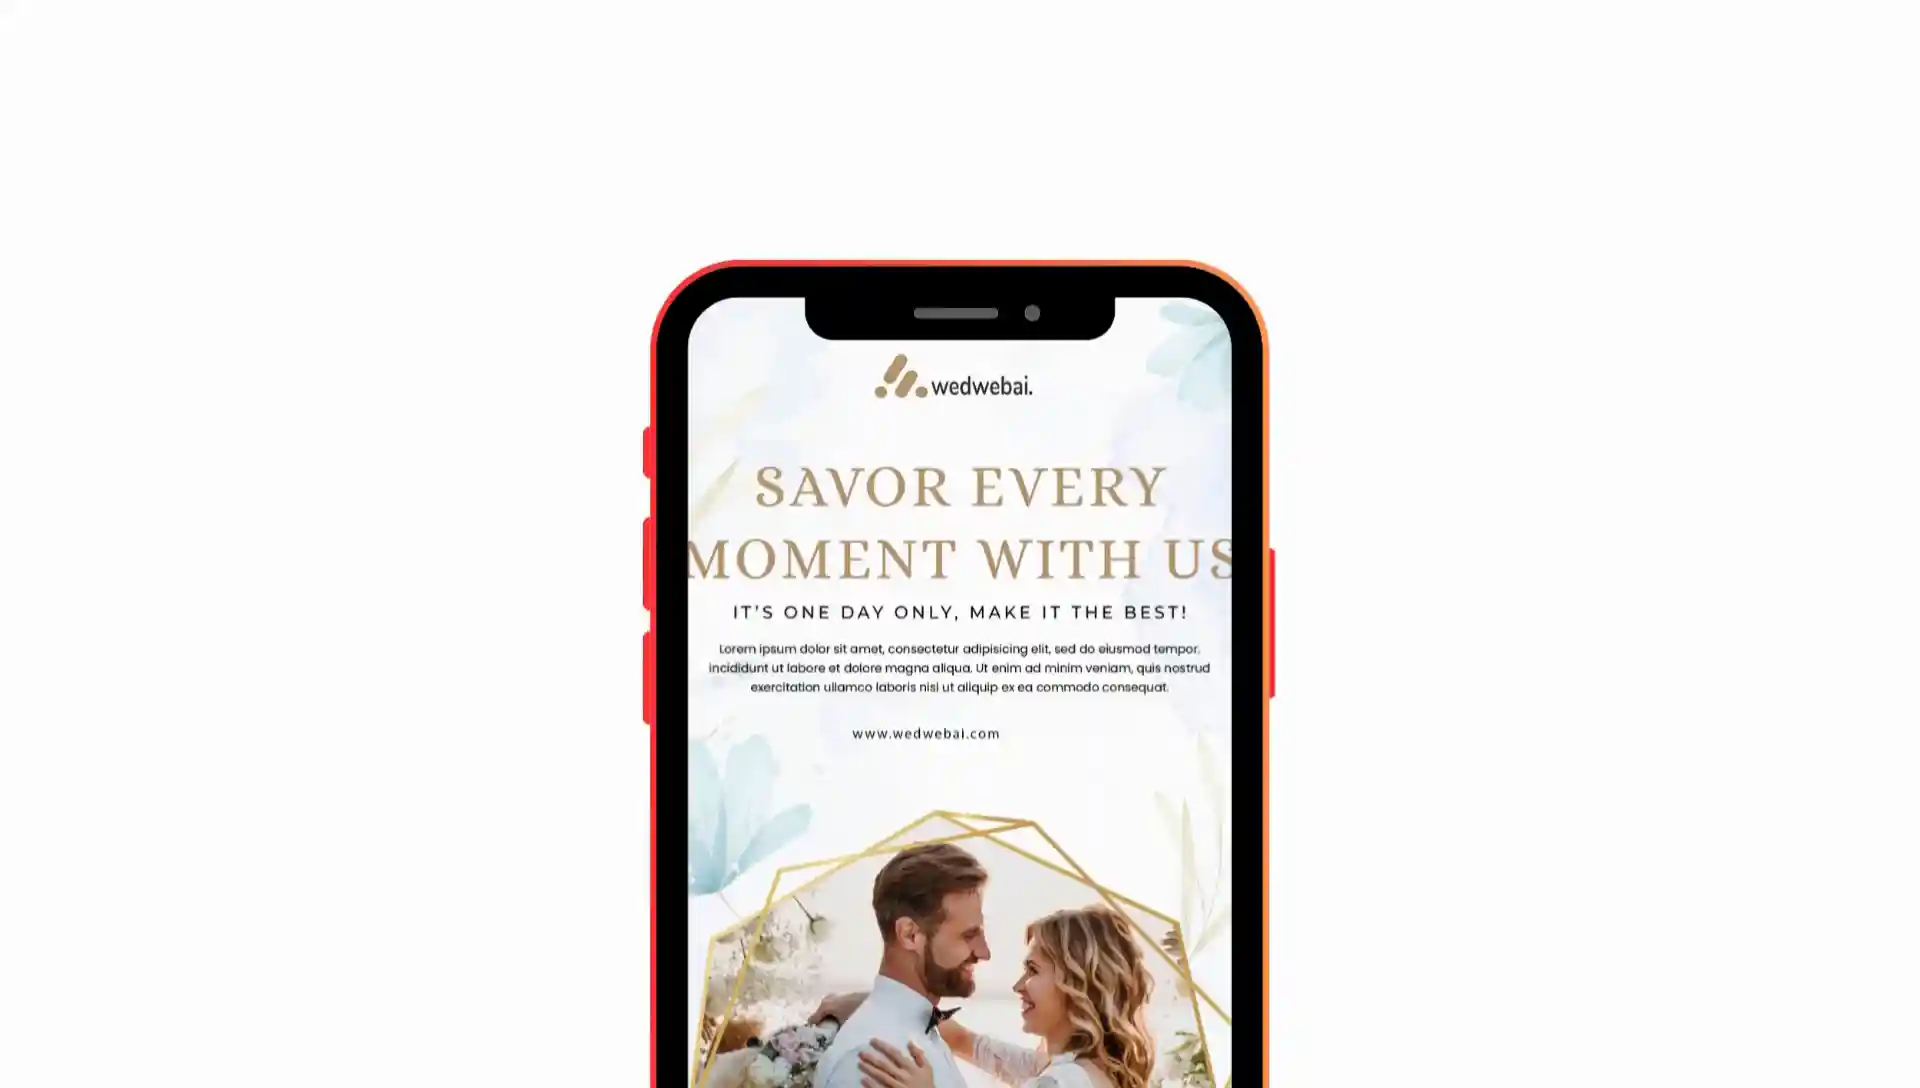 wedwebai.
SAVOR EVERY
MOMENT WITH US
IT'S ONE DAY ONLY, MAKE IT THE BEST!
Lorem ipsum dolor sit amet, consectetur adipisicing elit, sed do eiusmod tempor.
incididunt ut labore et dolore magna aliqua. Ut enim ad minim veniam, quis nostrud
exercitation ullamco laboris nisi ut aliquip ex ea commodo consequat.
www.wedwebai.com